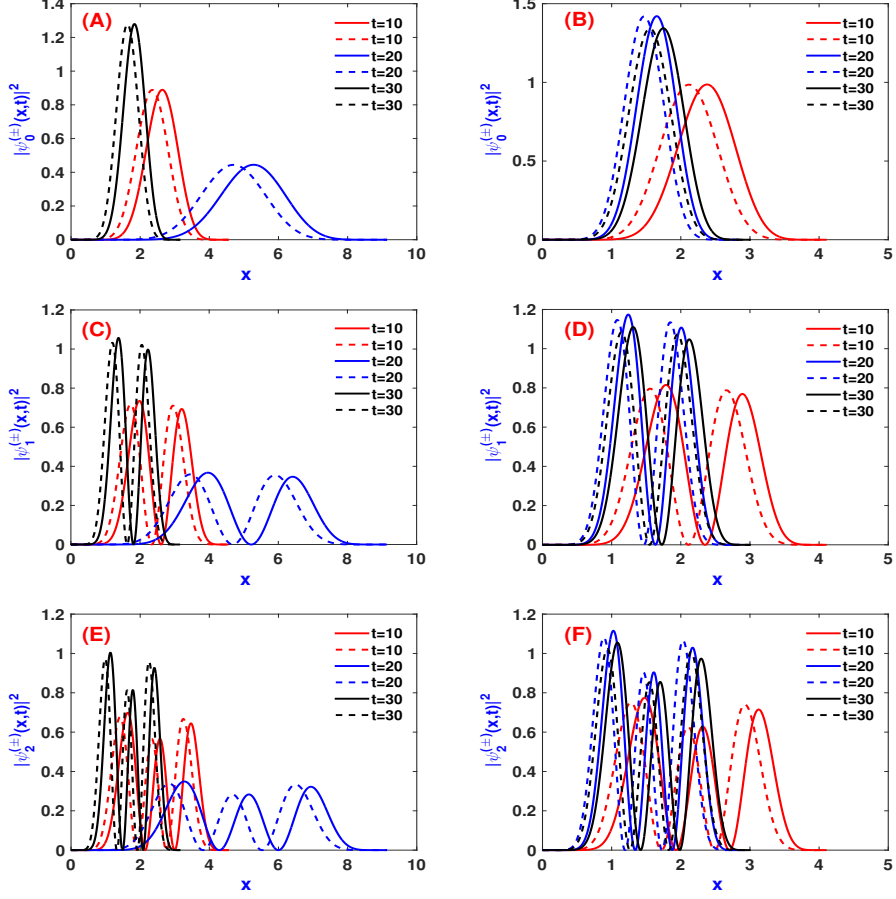 (A)
t=10
t=10
t=20
t=20
t=30
t=30
1.4
1.2
1
0.8
0.6
0.4
0.2
0
0 2 4 6 8 10
x
|ψ₀⁽±⁾(x,t)|²
(B)
t=10
t=10
t=20
t=20
t=30
t=30
1.5
1
0.5
0
0 1 2 3 4 5
x
|ψ₀⁽±⁾(x,t)|²
(C)
t=10
t=10
t=20
t=20
t=30
t=30
1.2
1
0.8
0.6
0.4
0.2
0
0 2 4 6 8 10
x
|ψ₁⁽±⁾(x,t)|²
(D)
t=10
t=10
t=20
t=20
t=30
t=30
1.2
1
0.8
0.6
0.4
0.2
0
0 1 2 3 4 5
x
|ψ₁⁽±⁾(x,t)|²
(E)
t=10
t=10
t=20
t=20
t=30
t=30
1.2
1
0.8
0.6
0.4
0.2
0
0 2 4 6 8 10
x
|ψ₂⁽±⁾(x,t)|²
(F)
t=10
t=10
t=20
t=20
t=30
t=30
1.2
1
0.8
0.6
0.4
0.2
0
0 1 2 3 4 5
x
|ψ₂⁽±⁾(x,t)|²